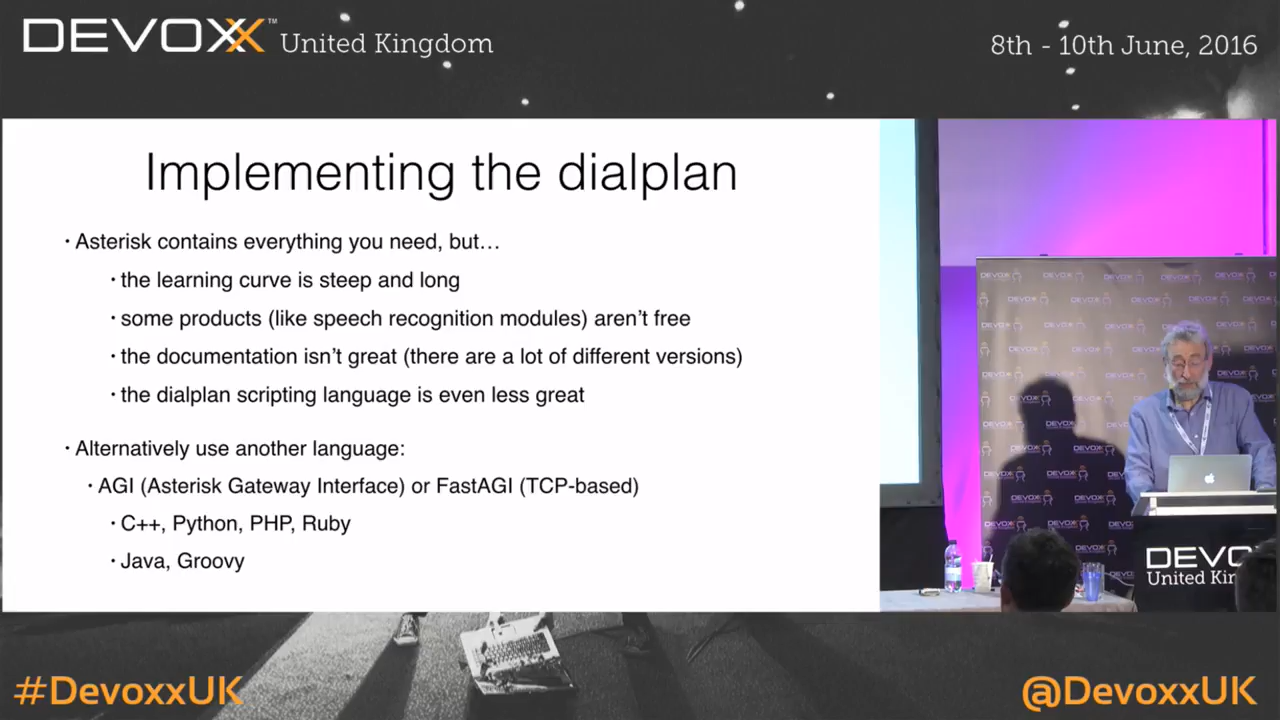 DEVOXX™ United Kingdom
8th - 10th June, 2016
Implementing the dialplan
· Asterisk contains everything you need, but…
· the learning curve is steep and long
· some products (like speech recognition modules) aren't free
· the documentation isn't great (there are a lot of different versions)
· the dialplan scripting language is even less great
· Alternatively use another language:
· AGI (Asterisk Gateway Interface) or FastAGI (TCP-based)
· C++, Python, PHP, Ruby
· Java, Groovy
DEVO
United Kin
#DevoxxUK
@DevoxxUK